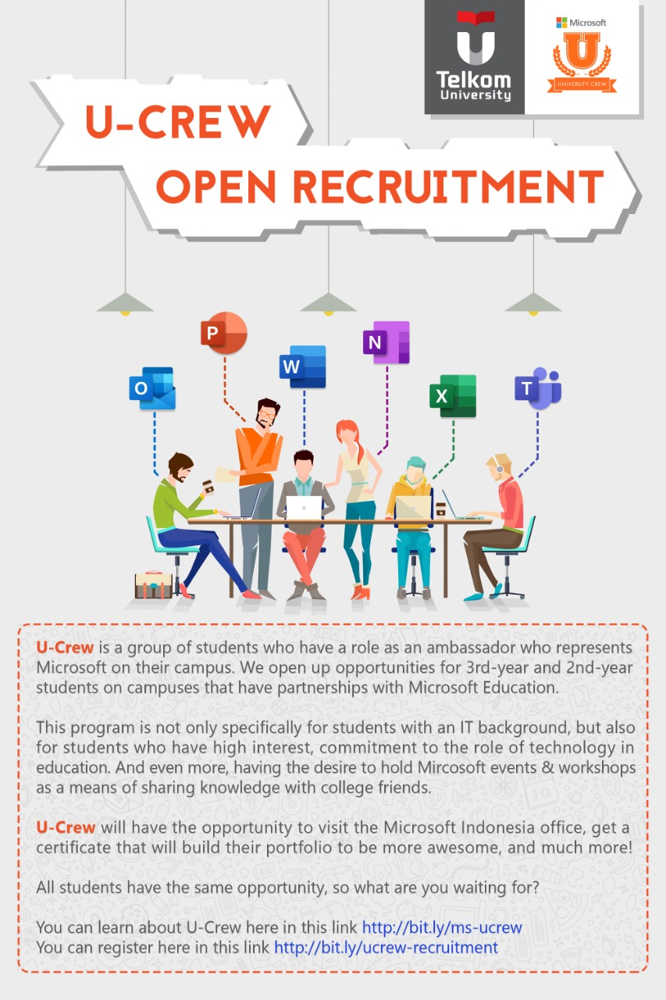 Telkom
University
Microsoft
U
UNIVERSITY CREW
U-CREW
OPEN RECRUITMENT
P
N
W
O
X
T
U-Crew is a group of students who have a role as an ambassador who represents
Microsoft on their campus. We open up opportunities for 3rd-year and 2nd-year
students on campuses that have partnerships with Microsoft Education.
This program is not only specifically for students with an IT background, but also
for students who have high interest, commitment to the role of technology in
education. And even more, having the desire to hold Mircosoft events & workshops
as a means of sharing knowledge with college friends.
U-Crew will have the opportunity to visit the Microsoft Indonesia office, get a
certificate that will build their portfolio to be more awesome, and much more!
All students have the same opportunity, so what are you waiting for?
You can learn about U-Crew here in this link http://bit.ly/ms-ucrew
You can register here in this link http://bit.ly/ucrew-recruitment